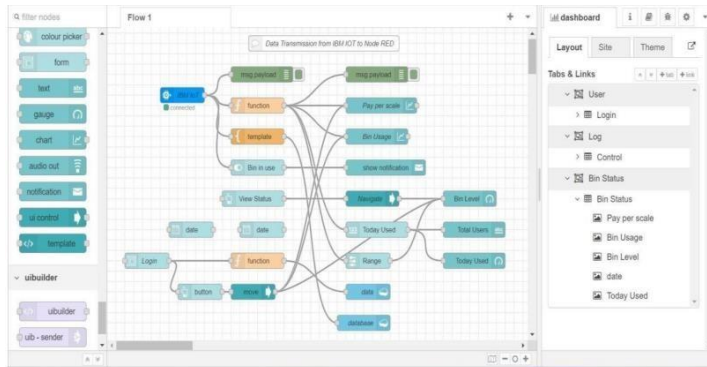 filter nodes
colour picker
form
text
gauge
chart
audio out
notification
ui control
template
uibuilder
uibuilder
uib - sender
Flow 1
Data Transmission from IBM IOT to Node RED
connected
msg.payload
function
template
Bin in use
View Status
date
date
Login
function
button
move
msg.payload
Pay per scale
Bin Usage
show notification
Navigate
Today Used
Range
date
database
Bin Level
Total Users
Today Used
dashboard
Layout
Site
Theme
Tabs & Links
+ tab
+ link
User
Login
Log
Control
Bin Status
Bin Status
Pay per scale
Bin Usage
Bin Level
date
Today Used